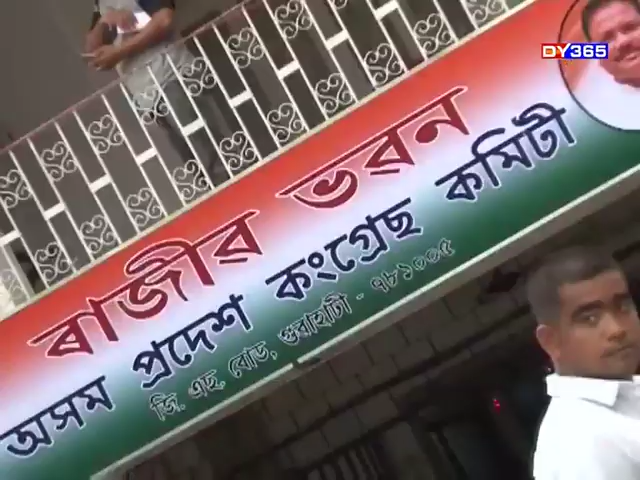 DY365
ৰাজীৱ ভৱন
অসম প্ৰদেশ কংগ্ৰেছ কমিটী
জি. এছ. ৰোড, গুৱাহাটী - ৭৮১০০৫